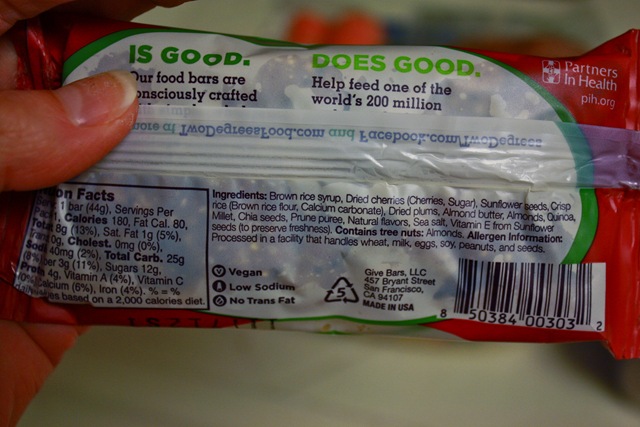 IS GOOD.
Our food bars are
consciously crafted
DOES GOOD.
Help feed one of the
world's 200 million
Partners
In Health
pih.org
more at TwoDegreesFood.com and Facebook.com/TwoDegrees
on Facts
1 bar (44g), Servings Per
1, Calories 180, Fat Cal. 80,
8g (13%), Sat. Fat 1g (5%),
0g, Cholest. 0mg (0%),
40mg (2%), Total Carb. 25g
3g (11%), Sugars 12g,
4g, Vitamin A (4%), Vitamin C
Calcium (6%), Iron (4%). % = %
based on a 2,000 calories diet.
Ingredients: Brown rice syrup, Dried cherries (Cherries, Sugar), Sunflower seeds, Crisp
rice (Brown rice flour, Calcium carbonate), Dried plums, Almond butter, Almonds, Quinoa,
Millet, Chia seeds, Prune puree, Natural flavors, Sea salt, Vitamin E from Sunflower
seeds (to preserve freshness). Contains tree nuts: Almonds. Allergen Information:
Processed in a facility that handles wheat, milk, eggs, soy, peanuts, and seeds.
Vegan
Low Sodium
No Trans Fat
5
Give Bars, LLC
457 Bryant Street
San Francisco,
CA 94107
MADE IN USA
8 50384 00303 2